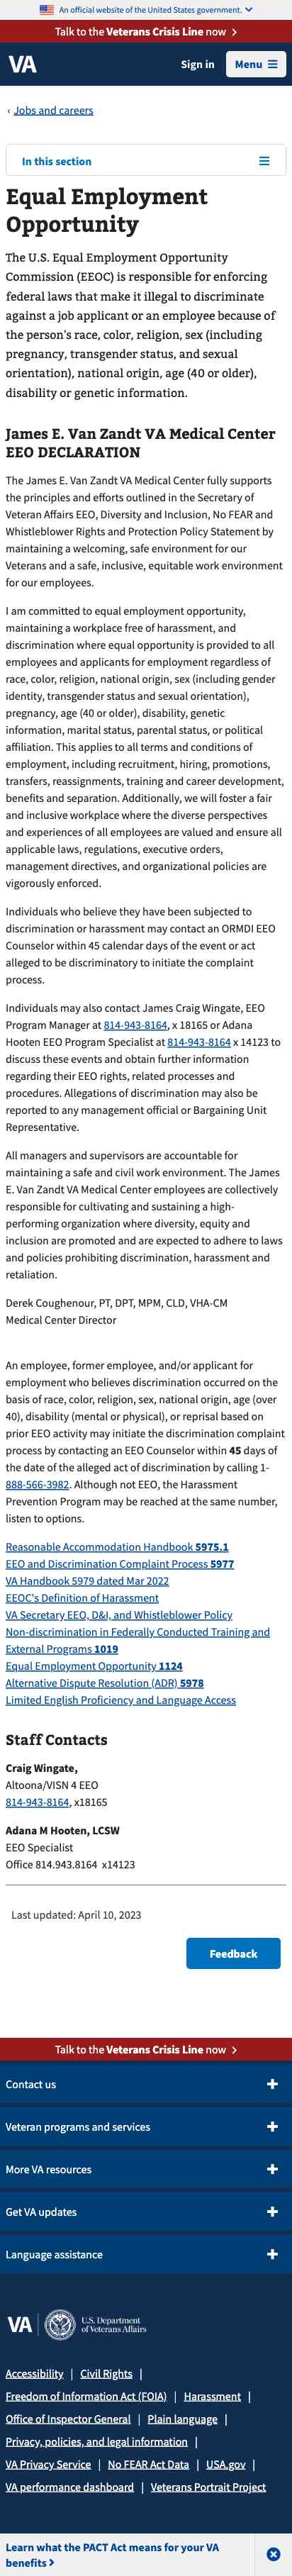 An official website of the United States government.
Talk to the Veterans Crisis Line now
VA
Sign in
Menu
‹ Jobs and careers
In this section
Equal Employment
Opportunity
The U.S. Equal Employment Opportunity
Commission (EEOC) is responsible for enforcing
federal laws that make it illegal to discriminate
against a job applicant or an employee because of
the person's race, color, religion, sex (including
pregnancy, transgender status, and sexual
orientation), national origin, age (40 or older),
disability or genetic information.
James E. Van Zandt VA Medical Center
EEO DECLARATION
The James E. Van Zandt VA Medical Center fully supports
the principles and efforts outlined in the Secretary of
Veteran Affairs EEO, Diversity and Inclusion, No FEAR and
Whistleblower Rights and Protection Policy Statement by
maintaining a welcoming, safe environment for our
Veterans and a safe, inclusive, equitable work environment
for our employees.
I am committed to equal employment opportunity,
maintaining a workplace free of harassment, and
discrimination where equal opportunity is provided to all
employees and applicants for employment regardless of
race, color, religion, national origin, sex (including gender
identity, transgender status and sexual orientation),
pregnancy, age (40 or older), disability, genetic
information, marital status, parental status, or political
affiliation. This applies to all terms and conditions of
employment, including recruitment, hiring, promotions,
transfers, reassignments, training and career development,
benefits and separation. Additionally, we will foster a fair
and inclusive workplace where the diverse perspectives
and experiences of all employees are valued and ensure all
applicable laws, regulations, executive orders,
management directives, and organizational policies are
vigorously enforced.
Individuals who believe they have been subjected to
discrimination or harassment may contact an ORMDI EEO
Counselor within 45 calendar days of the event or act
alleged to be discriminatory to initiate the complaint
process.
Individuals may also contact James Craig Wingate, EEO
Program Manager at 814-943-8164, x 18165 or Adana
Hooten EEO Program Specialist at 814-943-8164 x 14123 to
discuss these events and obtain further information
regarding their EEO rights, related processes and
procedures. Allegations of discrimination may also be
reported to any management official or Bargaining Unit
Representative.
All managers and supervisors are accountable for
maintaining a safe and civil work environment. The James
E. Van Zandt VA Medical Center employees are collectively
responsible for cultivating and sustaining a high-
performing organization where diversity, equity and
inclusion are promoted and are expected to adhere to laws
and policies prohibiting discrimination, harassment and
retaliation.
Derek Coughenour, PT, DPT, MPM, CLD, VHA-CM
Medical Center Director
An employee, former employee, and/or applicant for
employment who believes discrimination occurred on the
basis of race, color, religion, sex, national origin, age (over
40), disability (mental or physical), or reprisal based on
prior EEO activity may initiate the discrimination complaint
process by contacting an EEO Counselor within 45 days of
the date of the alleged act of discrimination by calling 1-
888-566-3982. Although not EEO, the Harassment
Prevention Program may be reached at the same number,
listen to options.
Reasonable Accommodation Handbook 5975.1
EEO and Discrimination Complaint Process 5977
VA Handbook 5979 dated Mar 2022
EEOC's Definition of Harassment
VA Secretary EEO, D&I, and Whistleblower Policy
Non-discrimination in Federally Conducted Training and
External Programs 1019
Equal Employment Opportunity 1124
Alternative Dispute Resolution (ADR) 5978
Limited English Proficiency and Language Access
Staff Contacts
Craig Wingate,
Altoona/VISN 4 EEO
814-943-8164, x18165
Adana M Hooten, LCSW
EEO Specialist
Office 814.943.8164 x14123
Last updated: April 10, 2023
Feedback
Talk to the Veterans Crisis Line now
Contact us
Veteran programs and services
More VA resources
Get VA updates
Language assistance
VA
U.S. Department
of Veterans Affairs
Accessibility | Civil Rights |
Freedom of Information Act (FOIA) | Harassment |
Office of Inspector General | Plain language |
Privacy, policies, and legal information |
VA Privacy Service | No FEAR Act Data | USA.gov |
VA performance dashboard | Veterans Portrait Project
Learn what the PACT Act means for your VA
benefits